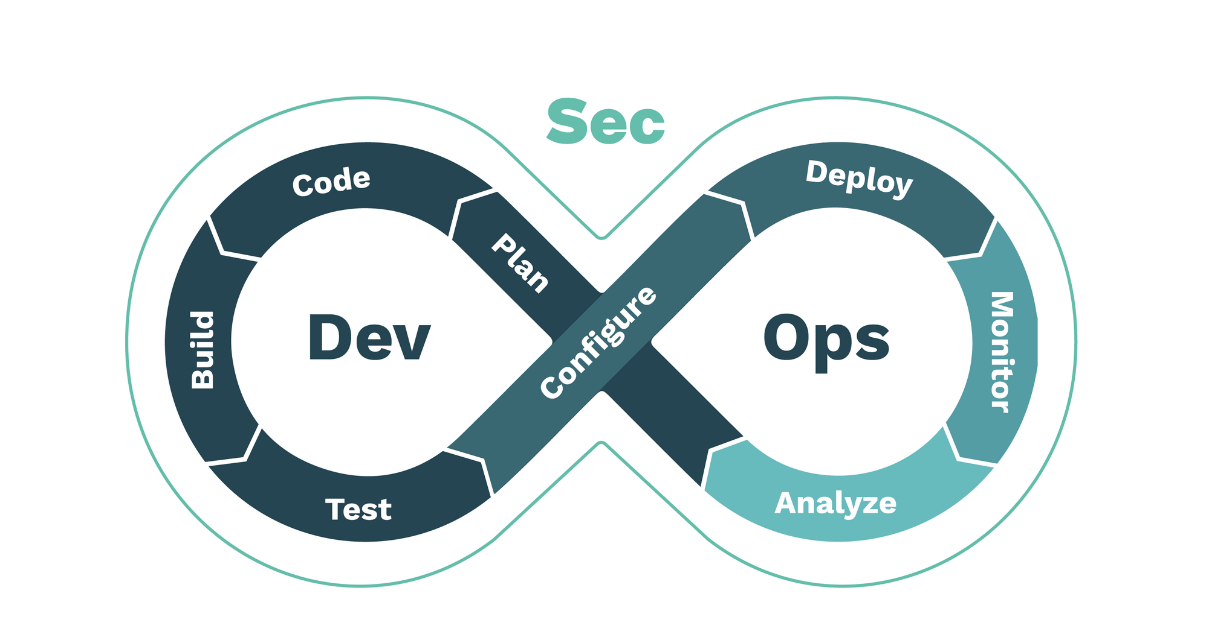 Sec
Dev
Ops
Plan
Code
Build
Test
Configure
Deploy
Monitor
Analyze